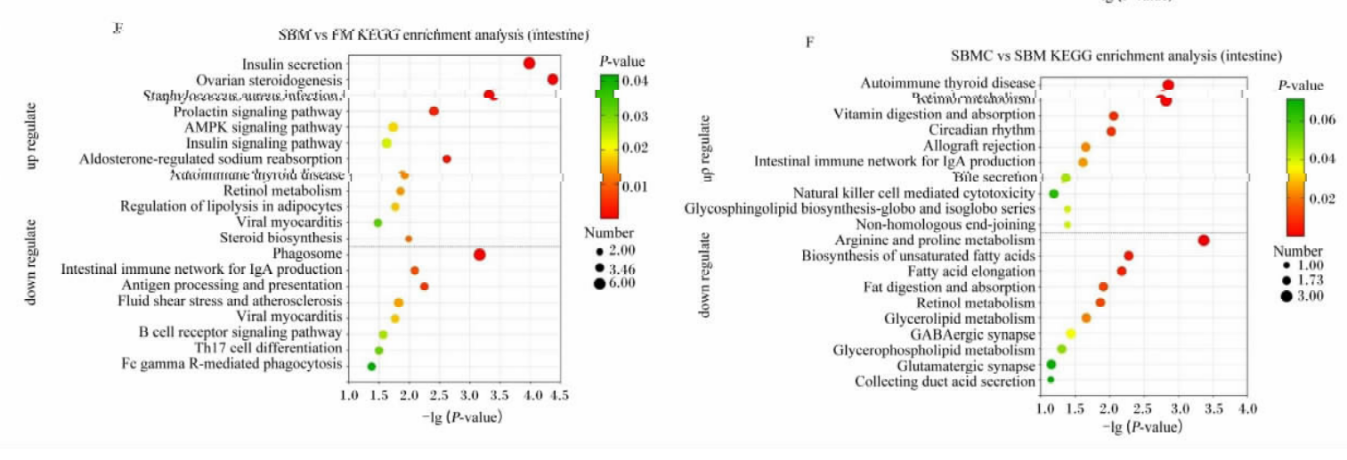 E
SBM vs FM KEGG enrichment analysis (intestine)
Insulin secretion
Ovarian steroidogenesis
Staphylococcus aureus infection
Prolactin signaling pathway
AMPK signaling pathway
Insulin signaling pathway
Aldosterone-regulated sodium reabsorption
Autoimmune thyroid disease
Retinol metabolism
Regulation of lipolysis in adipocytes
Viral myocarditis
Steroid biosynthesis
Phagosome
Intestinal immune network for IgA production
Antigen processing and presentation
Fluid shear stress and atherosclerosis
Viral myocarditis
B cell receptor signaling pathway
Th17 cell differentiation
Fc gamma R-mediated phagocytosis
up regulate
down regulate
1.0 1.5 2.0 2.5 3.0 3.5 4.0 4.5
−lg (P-value)
P-value
0.04
0.03
0.02
0.01
Number
2.00
3.46
6.00
F
SBMC vs SBM KEGG enrichment analysis (intestine)
Autoimmune thyroid disease
Retinol metabolism
Vitamin digestion and absorption
Circadian rhythm
Allograft rejection
Intestinal immune network for IgA production
Bile secretion
Natural killer cell mediated cytotoxicity
Glycosphingolipid biosynthesis-globo and isoglobo series
Non-homologous end-joining
Arginine and proline metabolism
Biosynthesis of unsaturated fatty acids
Fatty acid elongation
Fat digestion and absorption
Retinol metabolism
Glycerolipid metabolism
GABAergic synapse
Glycerophospholipid metabolism
Glutamatergic synapse
Collecting duct acid secretion
up regulate
down regulate
1.0 1.5 2.0 2.5 3.0 3.5 4.0
−lg (P-value)
P-value
0.06
0.04
0.02
Number
1.00
1.73
3.00